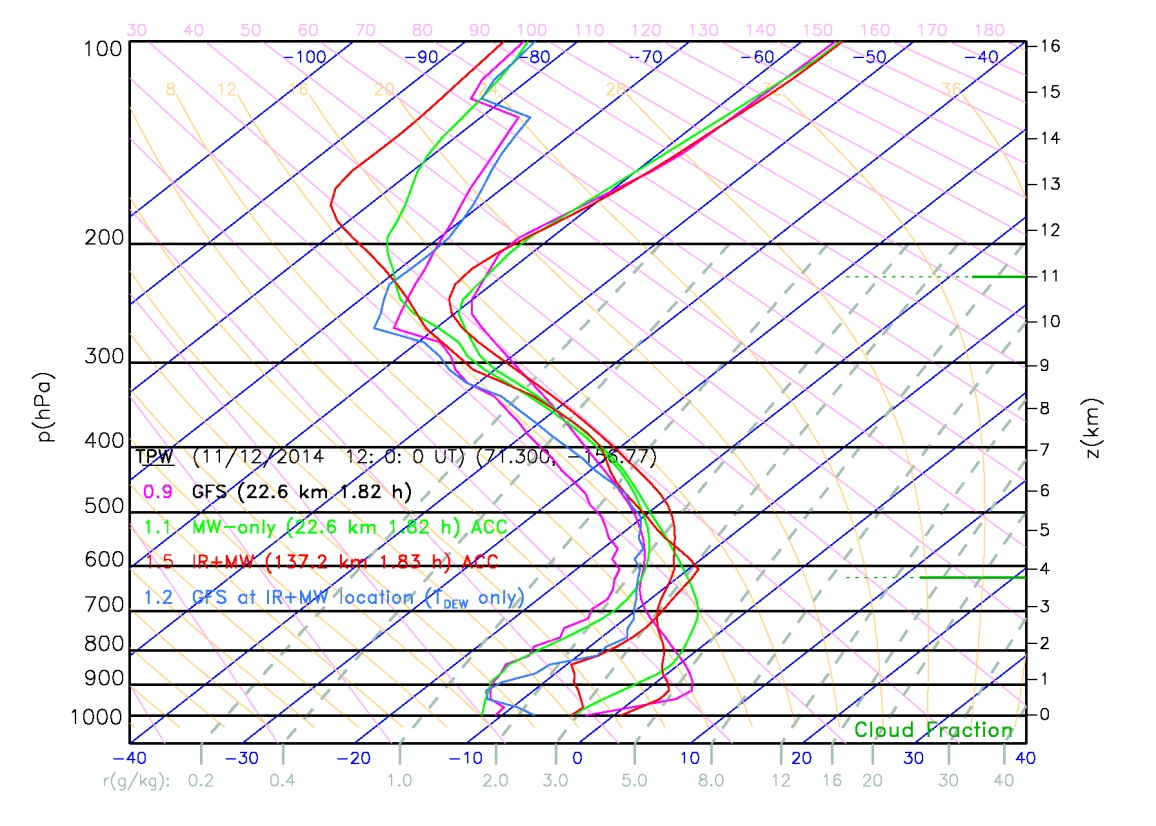 30 40 50 60 70 80 90 100 110 120 130 140 150 160 170 180
100 −100 −90 −80 −70 −60 −50 −40 16
8 12 16 20 24 28 36 15
14
13
200 12
11
10
300 9
8
p(hPa) z(km)
400 7
TPW (11/12/2014 12: 0: 0 UT) (71.300, −156.77)
0.9 GFS (22.6 km 1.82 h) 6
500
1.1 MW−only (22.6 km 1.82 h) ACC 5
600 1.5 IR+MW (137.2 km 1.83 h) ACC 4
1.2 GFS at IR+MW location (TDEW only)
700 3
800 2
900 1
1000 0
Cloud Fraction
−40 −30 −20 −10 0 10 20 30 40
r(g/kg): 0.2 0.4 1.0 2.0 3.0 5.0 8.0 12 16 20 30 40